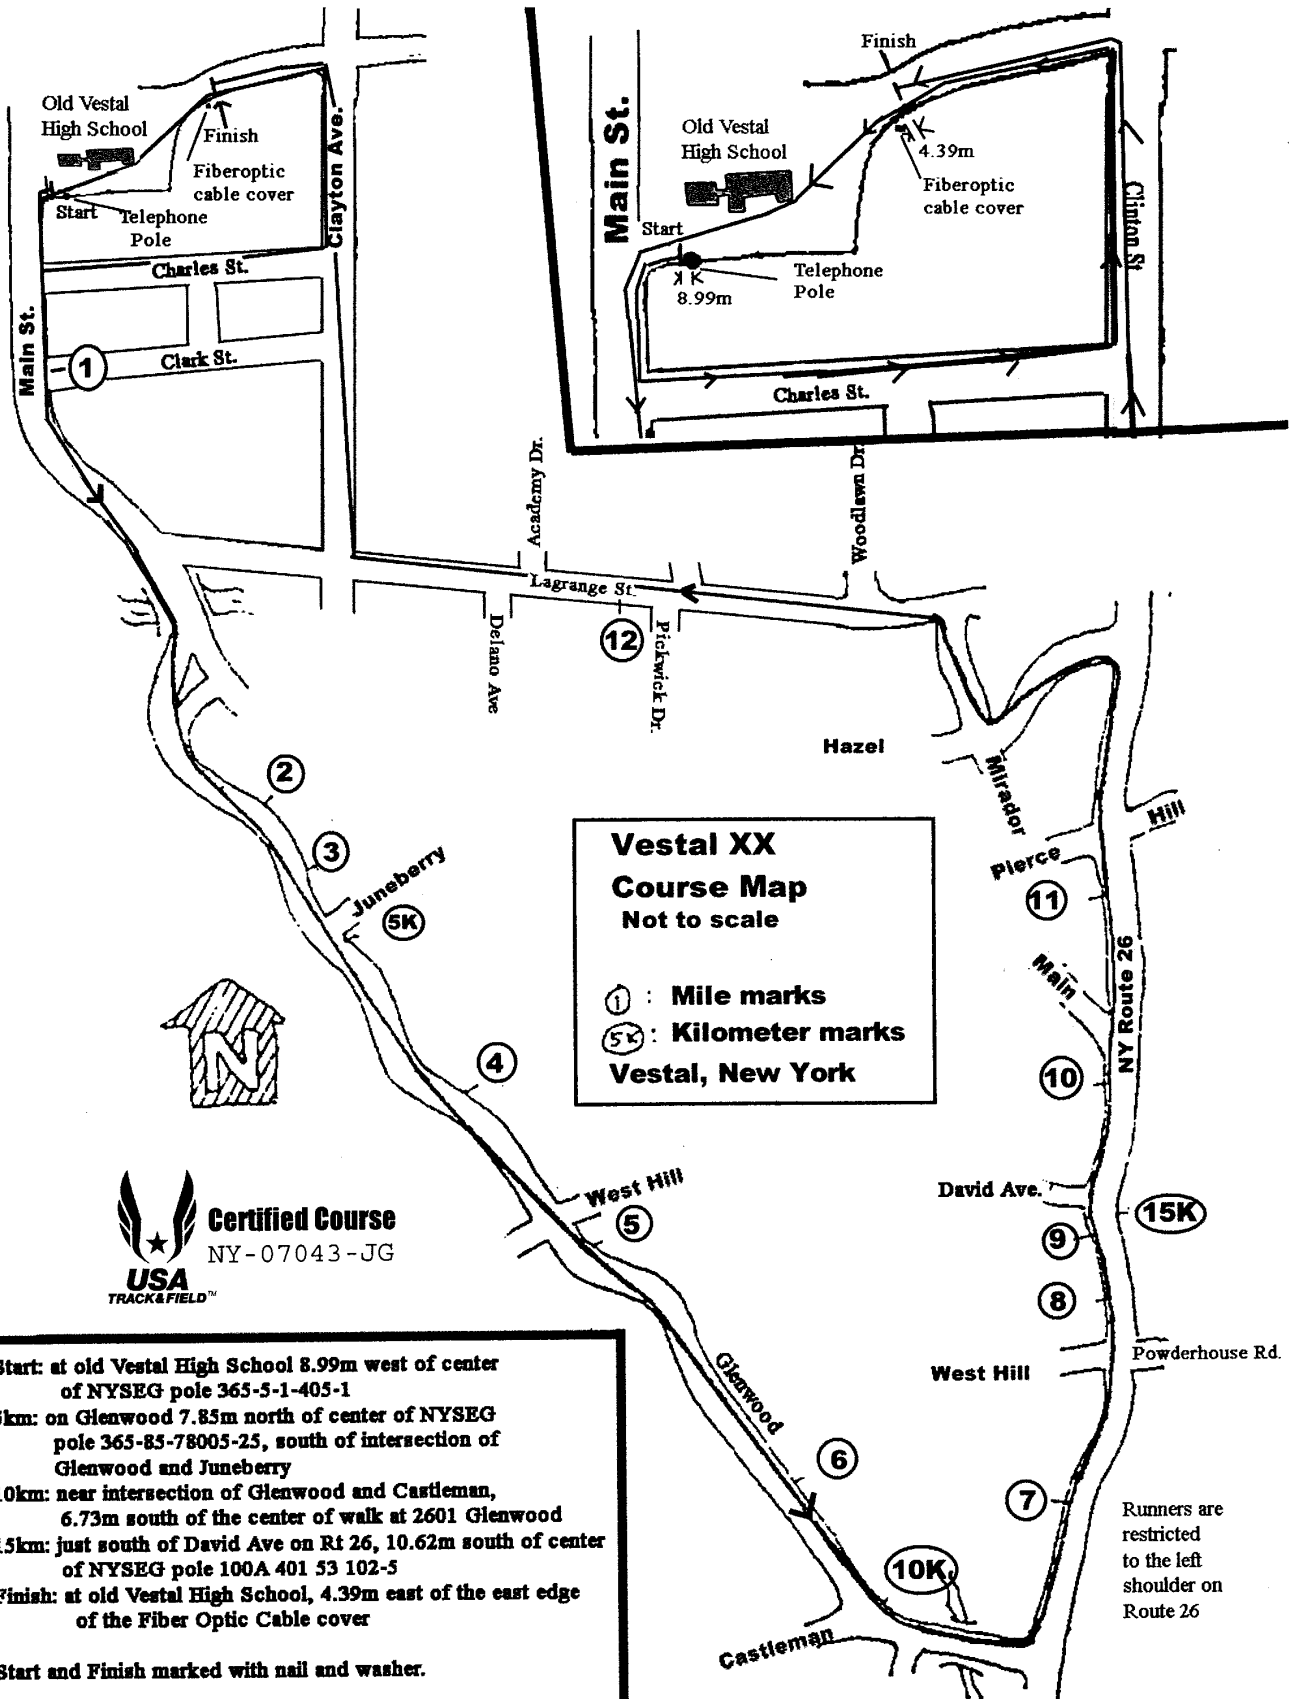 Old Vestal
High School
Finish
Fiberoptic
cable cover
Start
Telephone
Pole
Clayton Ave.
Charles St.
Main St.
Clark St.
1
Finish
Main St.
Old Vestal
High School
4.39m
Fiberoptic
cable cover
Clinton St
Start
Telephone
Pole
8.99m
Charles St.
Academy Dr.
Woodlawn Dr.
Lagrange St.
12
Delano Ave
Pickwick Dr.
Hazel
Mirador
Hill
Pierce
11
Main
NY Route 26
10
David Ave.
15K
9
8
West Hill
Powderhouse Rd.
7
Runners are
restricted
to the left
shoulder on
Route 26
2
3
Juneberry
5K
4
West Hill
5
Glenwood
6
10K
Castleman
Vestal XX
Course Map
Not to scale
1 : Mile marks
5K : Kilometer marks
Vestal, New York
N
Certified Course
NY-07043-JG
USA
TRACK&FIELD™
Start: at old Vestal High School 8.99m west of center
of NYSEG pole 365-5-1-405-1
5km: on Glenwood 7.85m north of center of NYSEG
pole 365-85-78005-25, south of intersection of
Glenwood and Juneberry
.0km: near intersection of Glenwood and Castleman,
6.73m south of the center of walk at 2601 Glenwood
.5km: just south of David Ave on Rt 26, 10.62m south of center
of NYSEG pole 100A 401 53 102-5
Finish: at old Vestal High School, 4.39m east of the east edge
of the Fiber Optic Cable cover
Start and Finish marked with nail and washer.